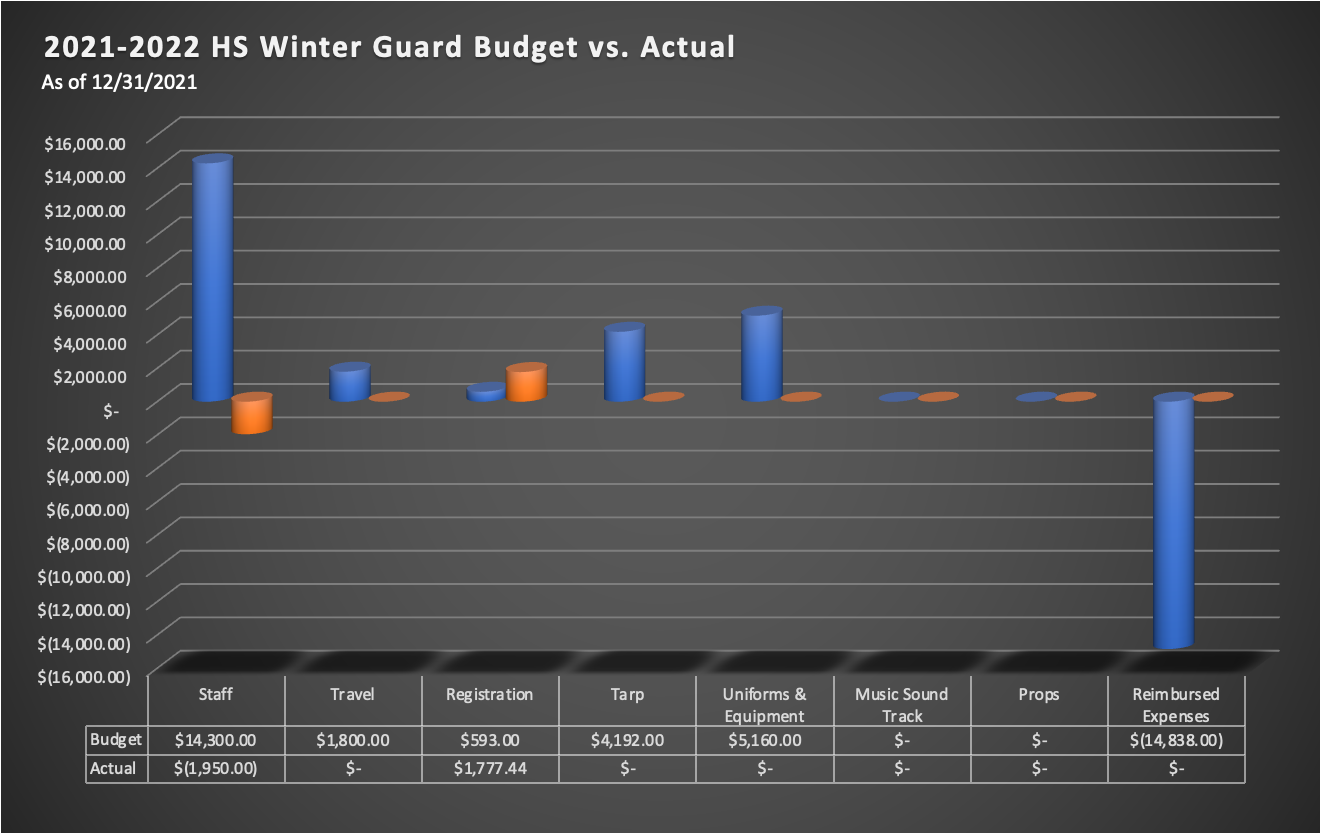 2021-2022 HS Winter Guard Budget vs. Actual
As of 12/31/2021
$16,000.00
$14,000.00
$12,000.00
$10,000.00
$8,000.00
$6,000.00
$4,000.00
$2,000.00
$-
$(2,000.00)
$(4,000.00)
$(6,000.00)
$(8,000.00)
$(10,000.00)
$(12,000.00)
$(14,000.00)
$(16,000.00)
Staff Travel Registration Tarp Uniforms & Music Sound Props Reimbursed
Equipment Track Expenses
Budget $14,300.00 $1,800.00 $593.00 $4,192.00 $5,160.00 $- $- $(14,838.00)
Actual $(1,950.00) $- $1,777.44 $- $- $- $- $-